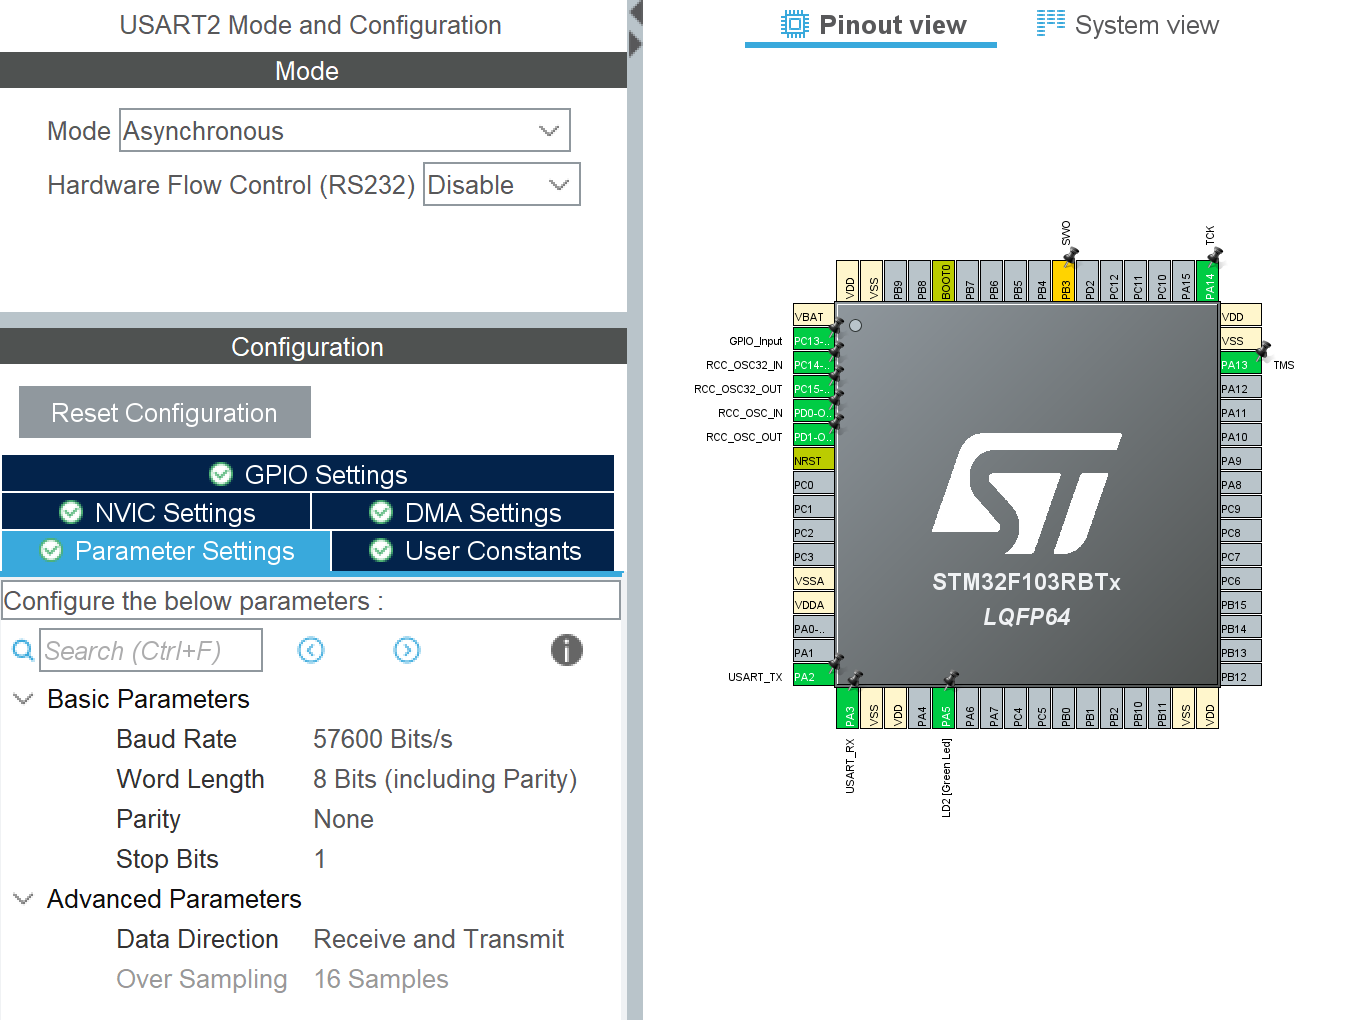 USART2 Mode and Configuration
Mode
Mode Asynchronous
Hardware Flow Control (RS232) Disable
Configuration
Reset Configuration
GPIO Settings
NVIC Settings
DMA Settings
Parameter Settings
User Constants
Configure the below parameters :
Search (Ctrl+F)
Basic Parameters
Baud Rate 57600 Bits/s
Word Length 8 Bits (including Parity)
Parity None
Stop Bits 1
Advanced Parameters
Data Direction Receive and Transmit
Over Sampling 16 Samples
Pinout view
System view
SWO
TCK
VDD
VSS
PB9
PB8
BOOT0
PB7
PB6
PB5
PB4
PB3
PD2
PC12
PC11
PC10
PA15
PA14
VBAT
GPIO_Input PC13-..
RCC_OSC32_IN PC14-..
RCC_OSC32_OUT PC15-..
RCC_OSC_IN PD0-O..
RCC_OSC_OUT PD1-O..
NRST
PC0
PC1
PC2
PC3
VSSA
VDDA
PA0-..
PA1
USART_TX PA2
ST
STM32F103RBTx
LQFP64
VDD
VSS
PA13 TMS
PA12
PA11
PA10
PA9
PA8
PC9
PC8
PC7
PC6
PB15
PB14
PB13
PB12
PA3
VSS
VDD
PA4
PA5
PA6
PA7
PC4
PC5
PB0
PB1
PB2
PB10
PB11
VSS
VDD
USART_RX
LD2 [Green Led]